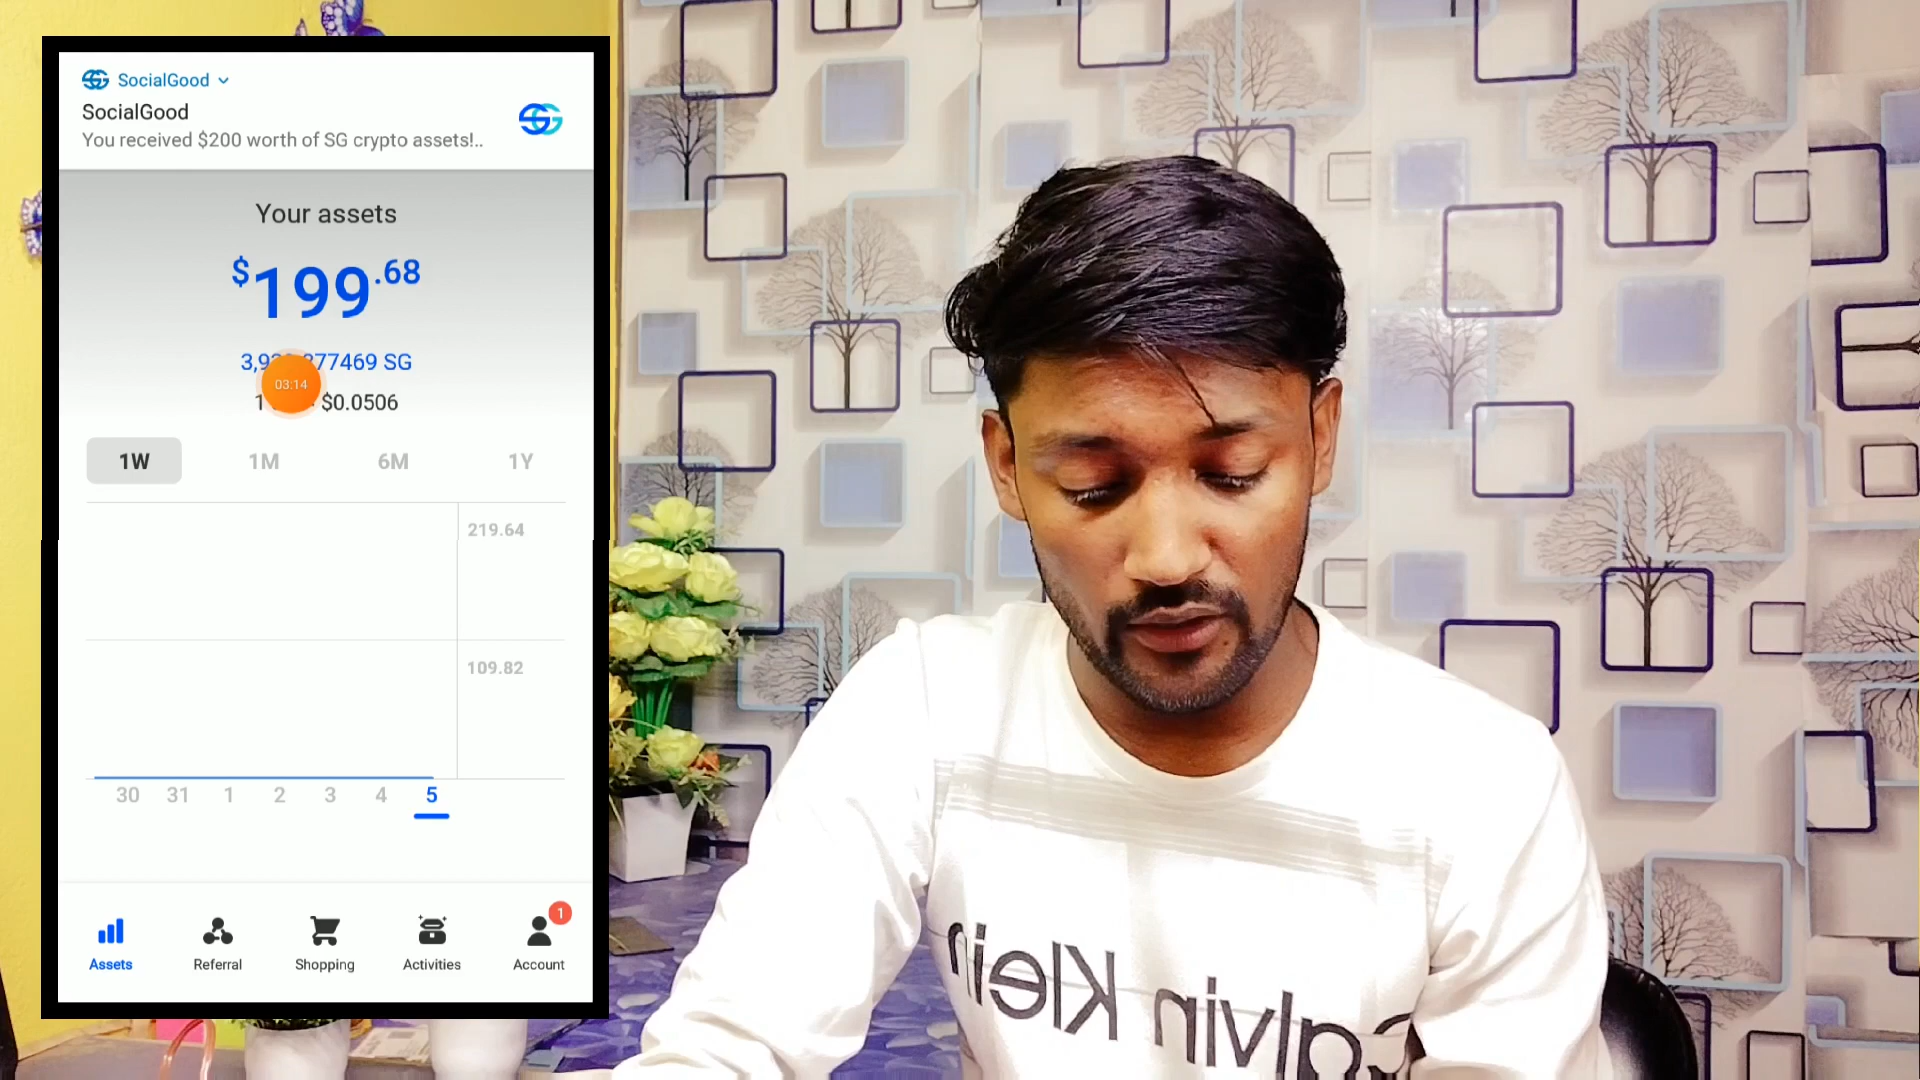 SocialGood
SocialGood
You received $200 worth of SG crypto assets!..
Your assets
$199.68
77469 SG
03:14
$0.0506
1W 1M 6M 1Y
219.64
109.82
30 31 1 2 3 4 5
1
Assets Referral Shopping Activities Account
Calvin Klein